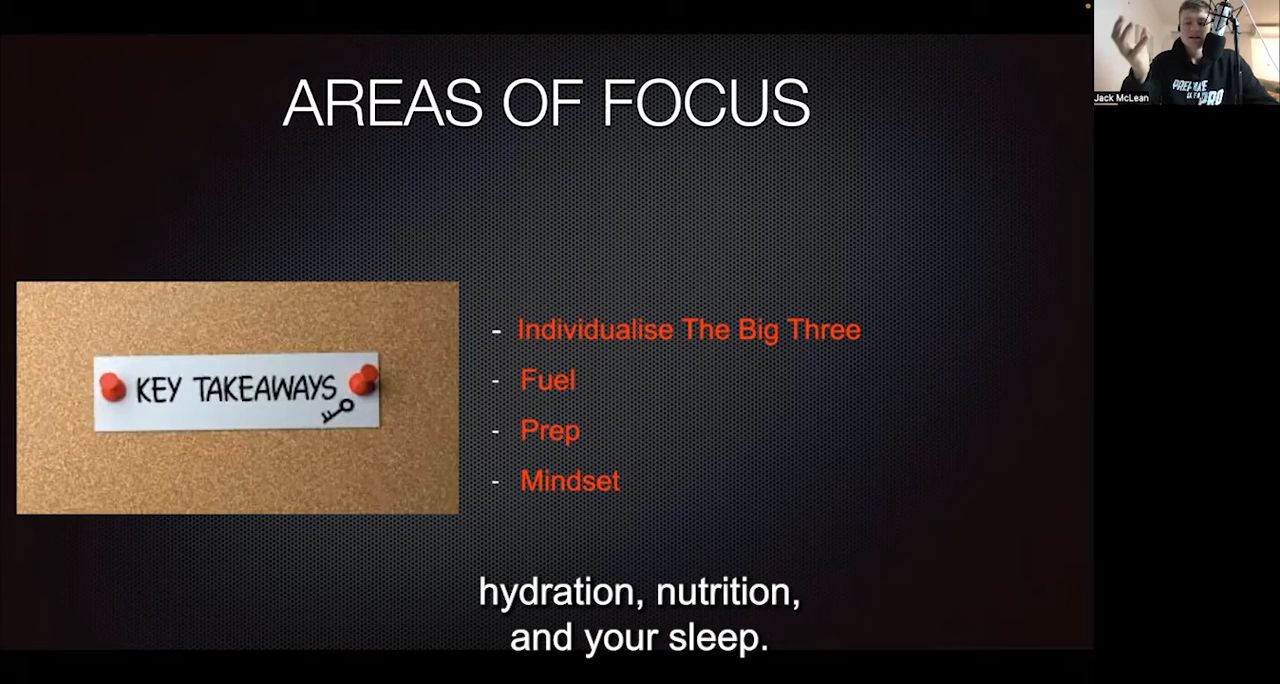 AREAS OF FOCUS
Jack McLean
KEY TAKEAWAYS
- Individualise The Big Three
- Fuel
- Prep
- Mindset
hydration, nutrition,
and your sleep.